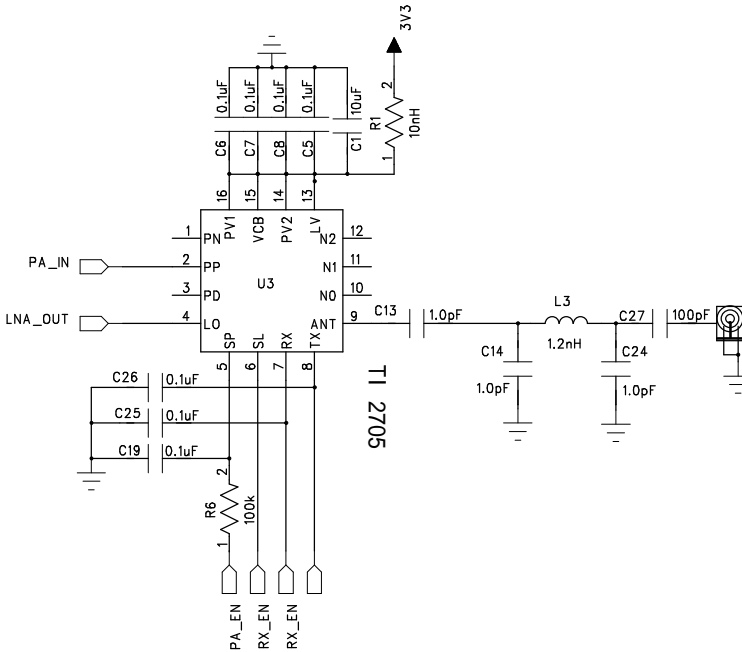 3V3
0.1uF 0.1uF 0.1uF 0.1uF 10uF
2
R1
10nH
1
C6 C7 C8 C5 C1
16 15 14 13
PV1 VCB PV2 LV
1 PN
N2 12
PA_IN
2 PP
N1 11
U3
3 PD
N0 10
LNA_OUT
4 LO
ANT 9
C13 1.0pF
L3
1.2nH
C27 100pF
SP SL RX TX
5 6 7 8
C14
1.0pF
C24
1.0pF
C26 0.1uF
C25 0.1uF
C19 0.1uF
TI 2705
2
R6
100k
1
PA_EN RX_EN RX_EN